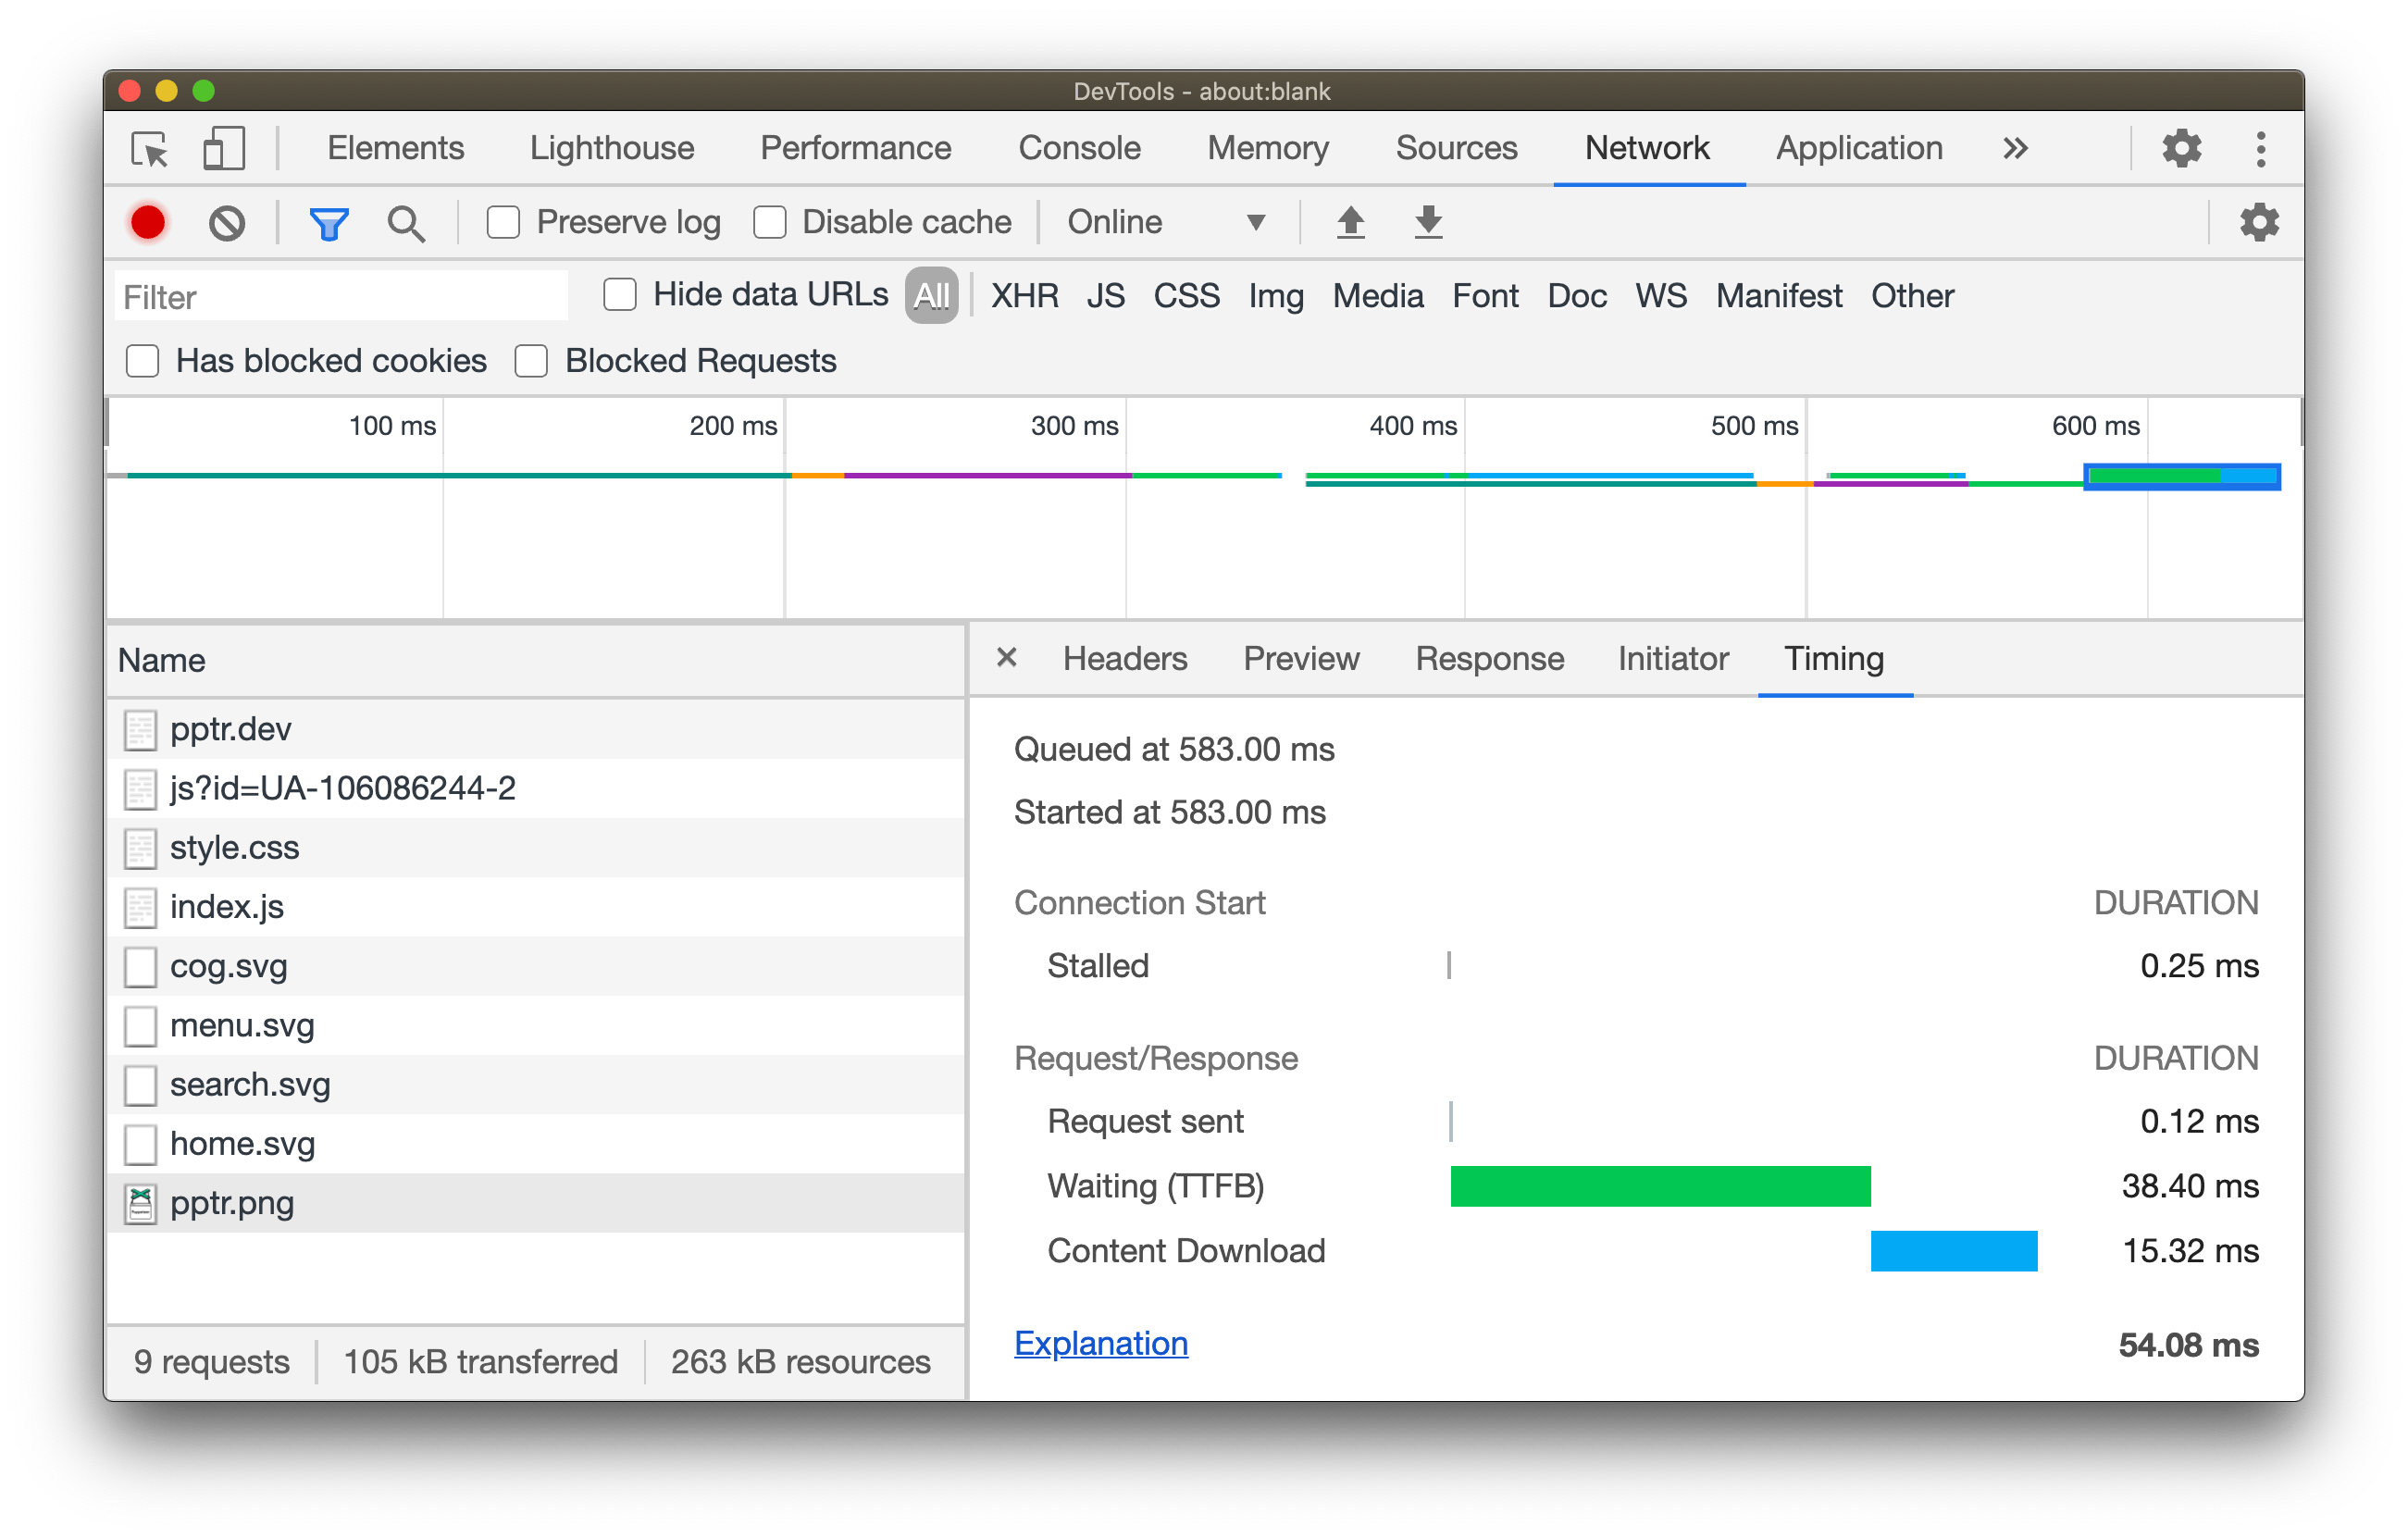 DevTools - about:blank
Elements Lighthouse Performance Console Memory Sources Network Application »
Preserve log Disable cache Online
Filter Hide data URLs All XHR JS CSS Img Media Font Doc WS Manifest Other
Has blocked cookies Blocked Requests
100 ms 200 ms 300 ms 400 ms 500 ms 600 ms
Name
pptr.dev
js?id=UA-106086244-2
style.css
index.js
cog.svg
menu.svg
search.svg
home.svg
pptr.png
9 requests 105 kB transferred 263 kB resources
× Headers Preview Response Initiator Timing
Queued at 583.00 ms
Started at 583.00 ms
Connection Start DURATION
Stalled 0.25 ms
Request/Response DURATION
Request sent 0.12 ms
Waiting (TTFB) 38.40 ms
Content Download 15.32 ms
Explanation 54.08 ms